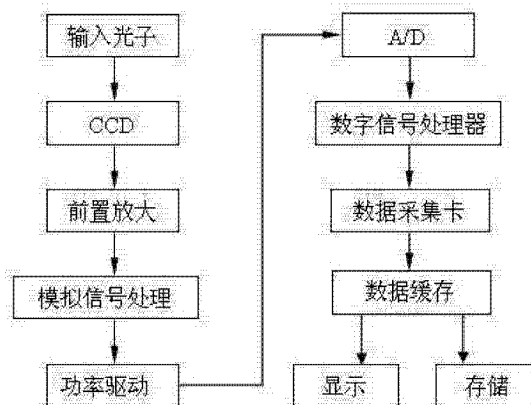 输入光子
CCD
前置放大
模拟信号处理
功率驱动
A/D
数字信号处理器
数据采集卡
数据缓存
显示
存储